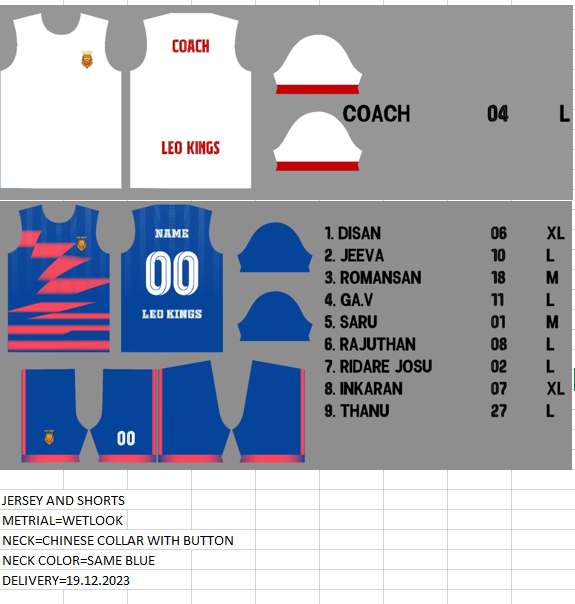 COACH
LEO KINGS
COACH 04 L
NAME
00
LEO KINGS
00
1. DISAN 06 XL
2. JEEVA 10 L
3. ROMANSAN 18 M
4. GA.V 11 L
5. SARU 01 M
6. RAJUTHAN 08 L
7. RIDARE JOSU 02 L
8. INKARAN 07 XL
9. THANU 27 L
JERSEY AND SHORTS
METRIAL=WETLOOK
NECK=CHINESE COLLAR WITH BUTTON
NECK COLOR=SAME BLUE
DELIVERY=19.12.2023